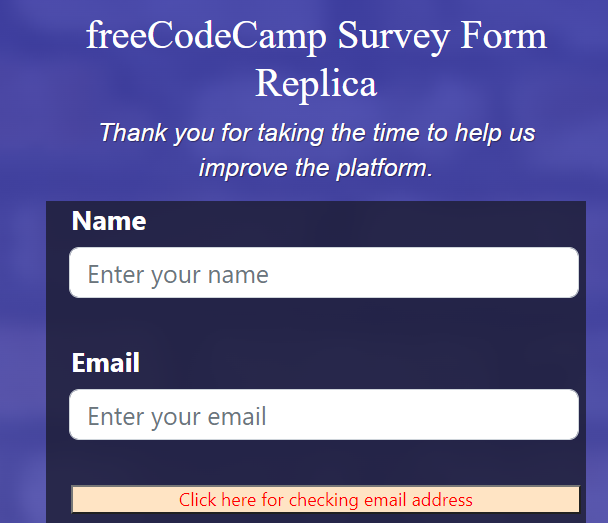 freeCodeCamp Survey Form
Replica
Thank you for taking the time to help us
improve the platform.
Name
Enter your name
Email
Enter your email
Click here for checking email address